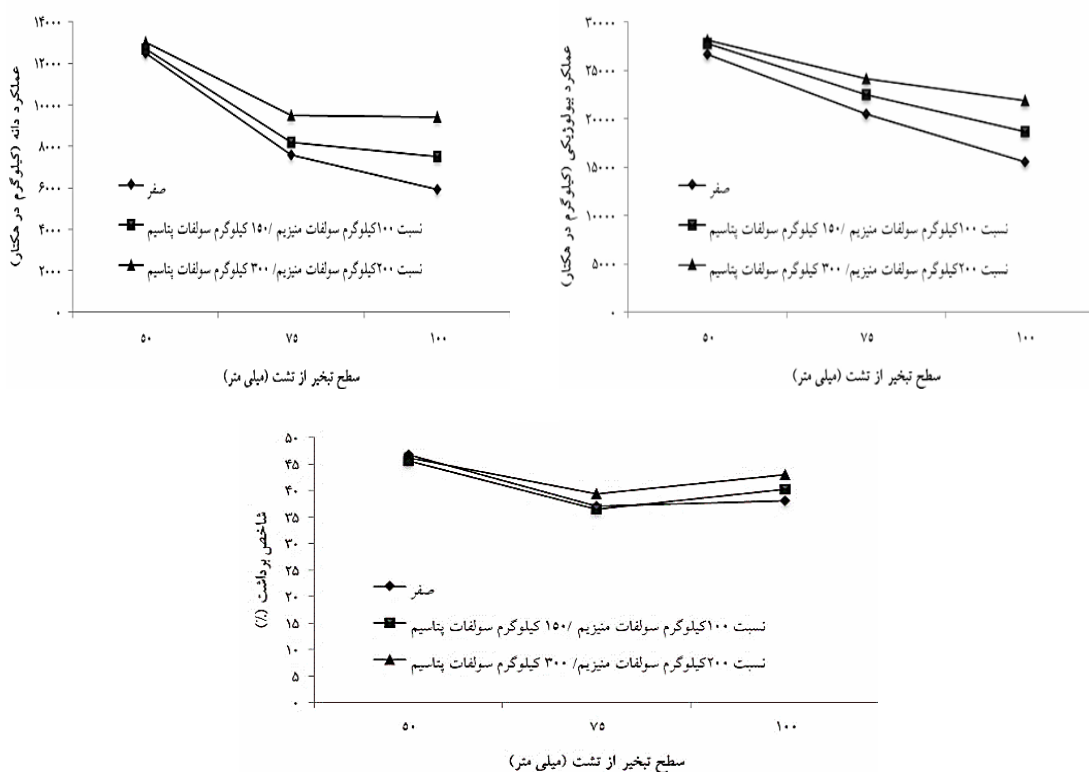 عملکرد دانه (کیلوگرم در هکتار)
۱۴۰۰۰
۱۲۰۰۰
۱۰۰۰۰
۸۰۰۰
۶۰۰۰
۴۰۰۰
۲۰۰۰
۰
صفر
نسبت ۱۰۰کیلوگرم سولفات منیزیم /۱۵۰ کیلوگرم سولفات پتاسیم
نسبت ۲۰۰کیلوگرم سولفات منیزیم/ ۳۰۰ کیلوگرم سولفات پتاسیم
۵۰ ۷۵ ۱۰۰
سطح تبخیر از تشت (میلی متر)
عملکرد بیولوژیکی (کیلوگرم در هکتار)
۳۰۰۰۰
۲۵۰۰۰
۲۰۰۰۰
۱۵۰۰۰
۱۰۰۰۰
۵۰۰۰
۰
صفر
نسبت ۱۰۰کیلوگرم سولفات منیزیم /۱۵۰ کیلوگرم سولفات پتاسیم
نسبت ۲۰۰کیلوگرم سولفات منیزیم/ ۳۰۰ کیلوگرم سولفات پتاسیم
۵۰ ۷۵ ۱۰۰
سطح تبخیر از تشت (میلی متر)
شاخص برداشت (٪)
۵۰
۴۵
۴۰
۳۵
۳۰
۲۵
۲۰
۱۵
۱۰
۵
۰
صفر
نسبت ۱۰۰کیلوگرم سولفات منیزیم /۱۵۰ کیلوگرم سولفات پتاسیم
نسبت ۲۰۰کیلوگرم سولفات منیزیم/ ۳۰۰ کیلوگرم سولفات پتاسیم
۵۰ ۷۵ ۱۰۰
سطح تبخیر از تشت (میلی متر)